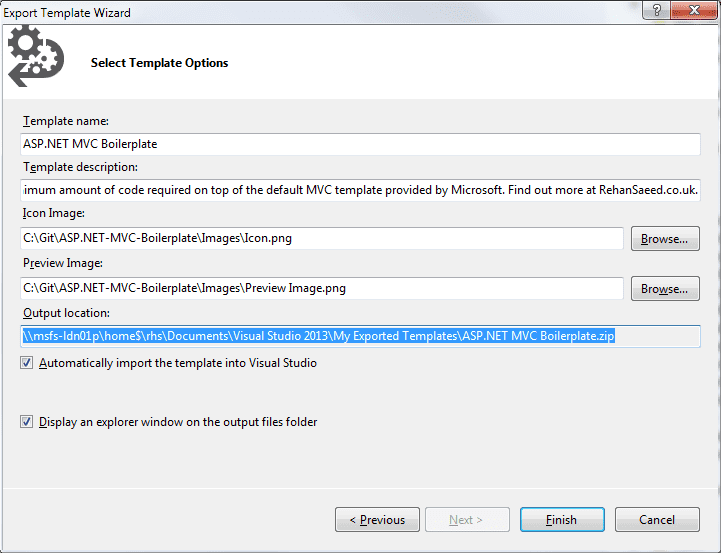 Export Template Wizard
?
Select Template Options
Template name:
ASP.NET MVC Boilerplate
Template description:
imum amount of code required on top of the default MVC template provided by Microsoft. Find out more at RehanSaeed.co.uk.
Icon Image:
C:\Git\ASP.NET-MVC-Boilerplate\Images\Icon.png
Browse...
Preview Image:
C:\Git\ASP.NET-MVC-Boilerplate\Images\Preview Image.png
Browse...
Output location:
\\msfs-ldn01p\home$\rhs\Documents\Visual Studio 2013\My Exported Templates\ASP.NET MVC Boilerplate.zip
Automatically import the template into Visual Studio
Display an explorer window on the output files folder
< Previous
Next >
Finish
Cancel